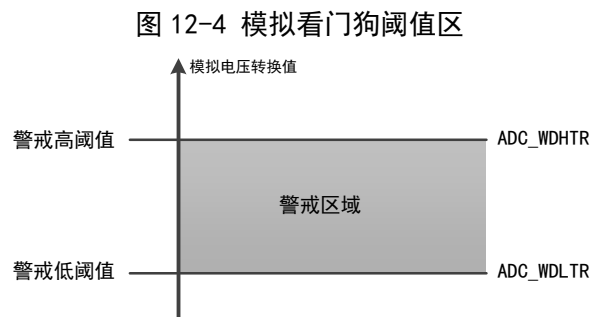 图 12-4 模拟看门狗阈值区
模拟电压转换值
警戒高阈值
ADC_WDHTR
警戒区域
警戒低阈值
ADC_WDLTR